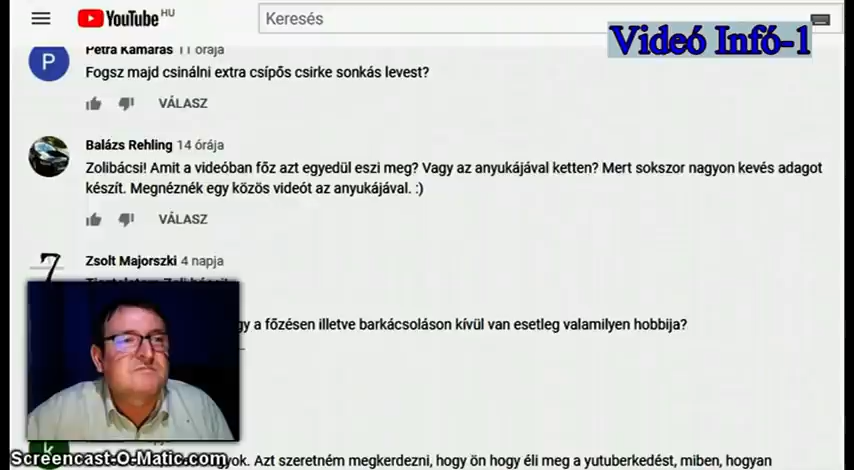 YouTube HU
Keresés
Videó Infó-1
Petra Kamarás 11 órája
P
Fogsz majd csinálni extra csípős csirke sonkás levest?
VÁLASZ
Balázs Rehling 14 órája
Zolibácsi! Amit a videóban főz azt egyedül eszi meg? Vagy az anyukájával ketten? Mert sokszor nagyon kevés adagot
készít. Megnéznék egy közös videót az anyukájával. :)
VÁLASZ
7
Zsolt Majorszki 4 napja
gy a főzésen illetve barkácsoláson kívül van esetleg valamilyen hobbija?
k
Screencast-O-Matic.com
yok. Azt szeretném megkerdezni, hogy ön hogy éli meg a yutuberkedést, miben, hogyan